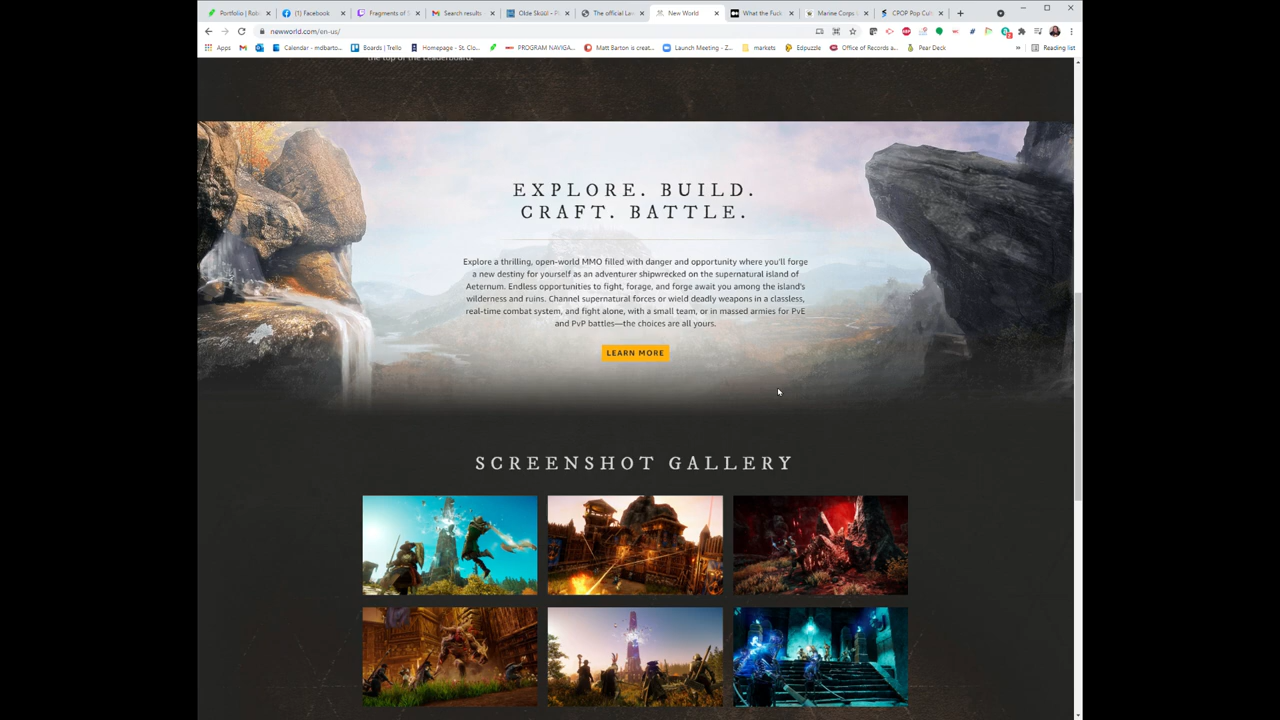 Portfolio | Rob
(1) Facebook
Fragments of S
Search results
Olde Sküül – Pl
The official Lan
New World
What the Fuck
Marine Corps
CPOP Pop Cul
newworld.com/en-us/
Apps
Calendar - mdbarto...
Boards | Trello
Homepage - St. Clo...
PROGRAM NAVIGA...
Matt Barton is creat...
Launch Meeting - Z...
markets
Edpuzzle
Office of Records a...
Pear Deck
»
Reading list
the top of the Leaderboard.
EXPLORE. BUILD.
CRAFT. BATTLE.
Explore a thrilling, open-world MMO filled with danger and opportunity where you'll forge
a new destiny for yourself as an adventurer shipwrecked on the supernatural island of
Aeternum. Endless opportunities to fight, forage, and forge await you among the island's
wilderness and ruins. Channel supernatural forces or wield deadly weapons in a classless,
real-time combat system, and fight alone, with a small team, or in massed armies for PvE
and PvP battles—the choices are all yours.
LEARN MORE
SCREENSHOT GALLERY